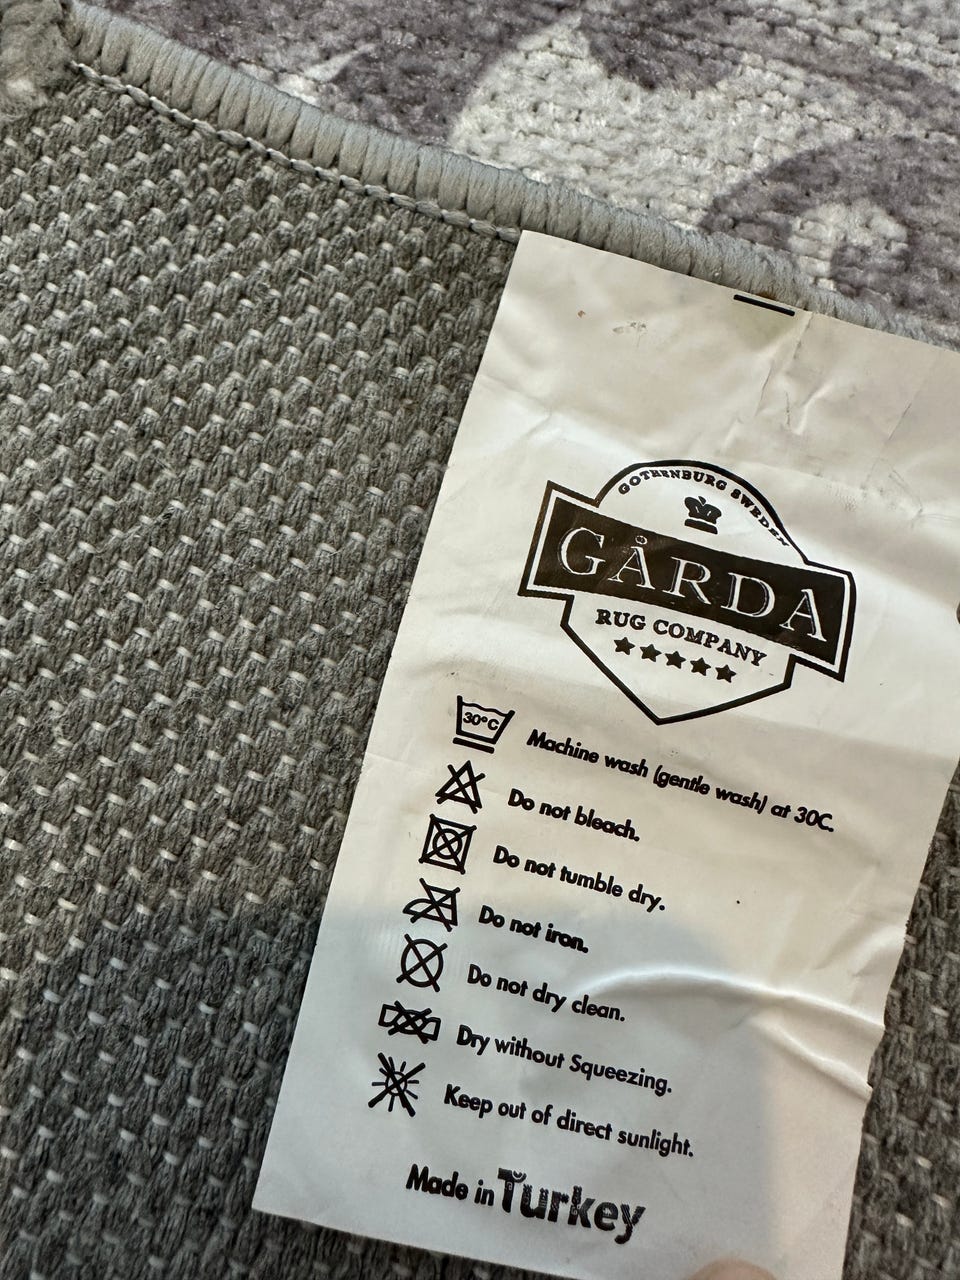 GOTHENBURG SWEDEN
GÅRDA
RUG COMPANY
30°C
Machine wash (gentle wash) at 30C.
Do not bleach.
Do not tumble dry.
Do not iron.
Do not dry clean.
Dry without Squeezing.
Keep out of direct sunlight.
Made in Turkey